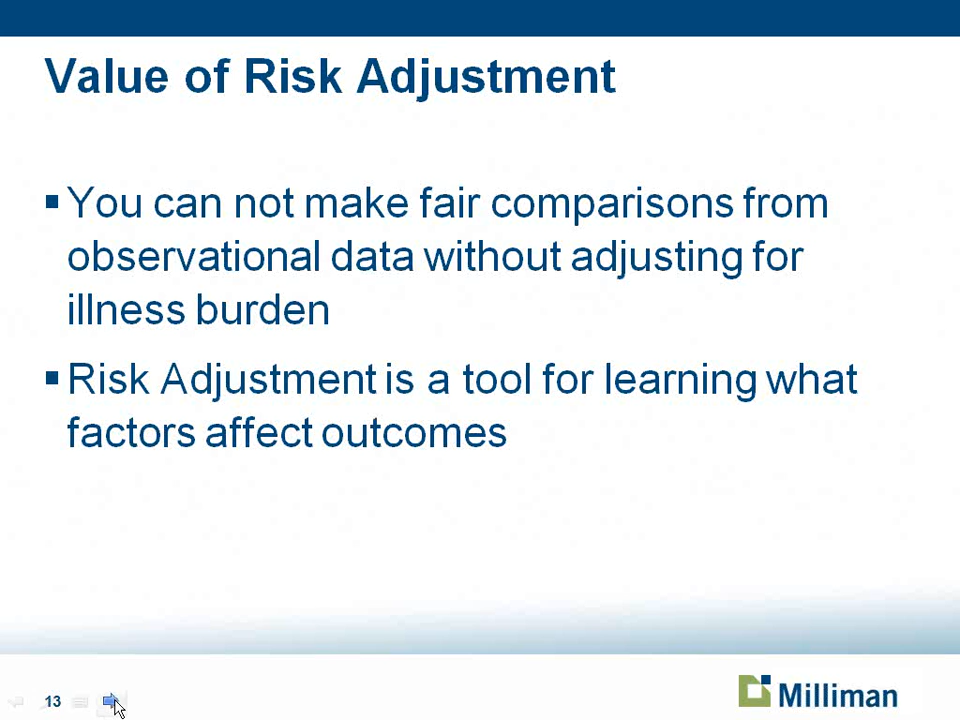 Value of Risk Adjustment
▪ You can not make fair comparisons from
observational data without adjusting for
illness burden
▪ Risk Adjustment is a tool for learning what
factors affect outcomes
13
Milliman